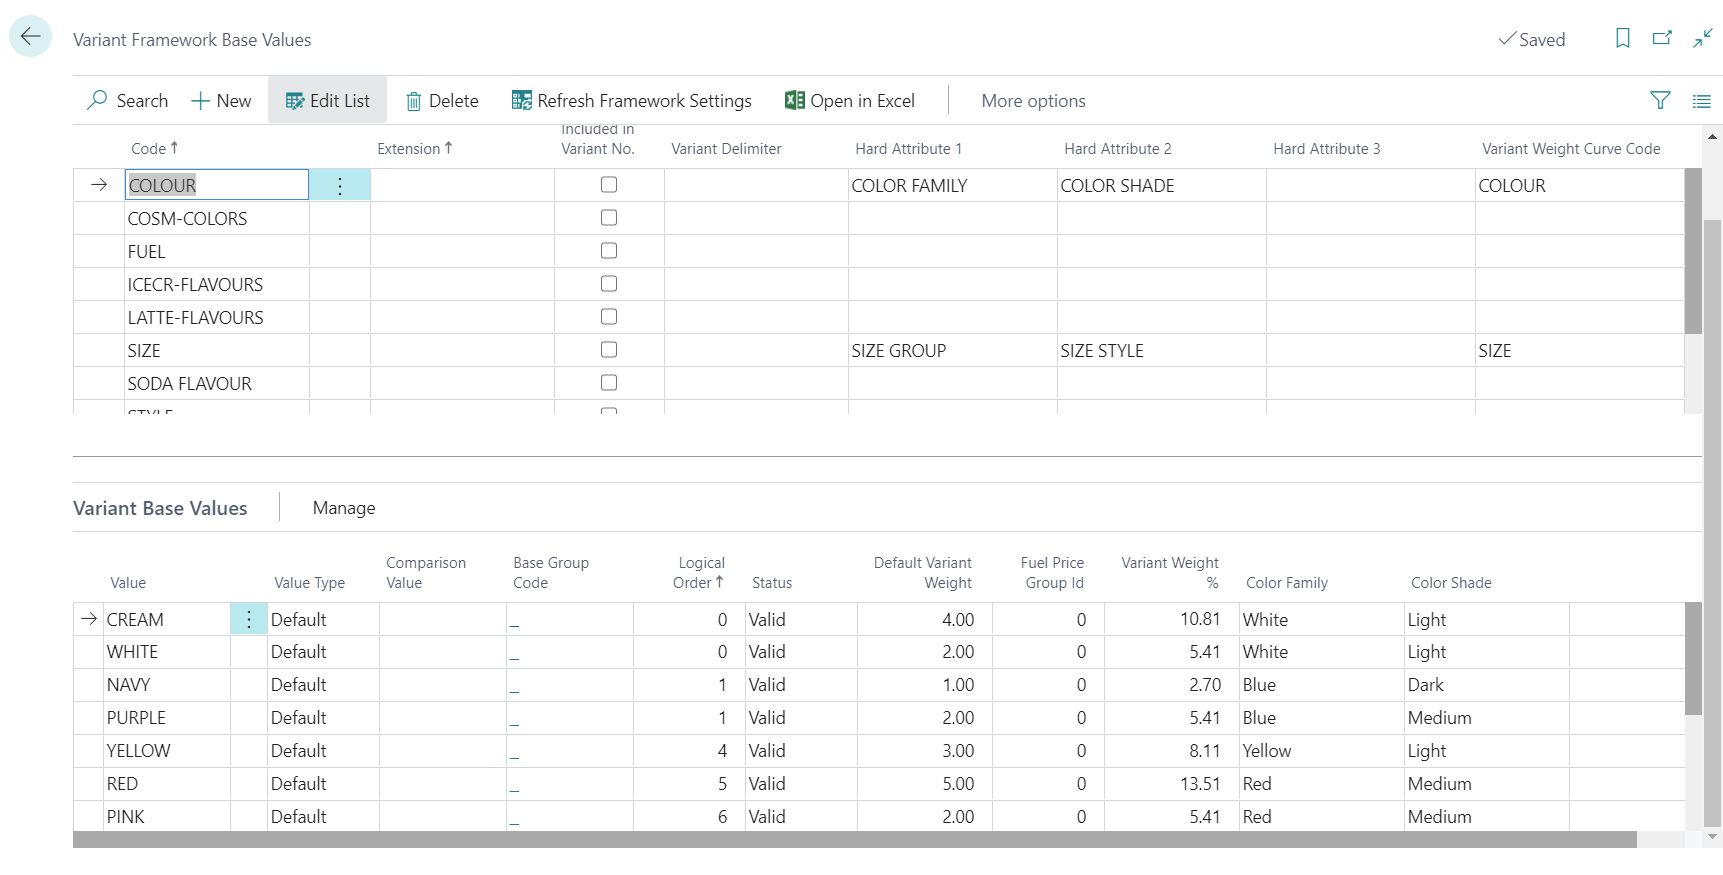 Variant Framework Base Values
Saved
Search New Edit List Delete Refresh Framework Settings Open in Excel More options
Code↑ Extension↑ Included in Variant No. Variant Delimiter Hard Attribute 1 Hard Attribute 2 Hard Attribute 3 Variant Weight Curve Code
COLOUR COLOR FAMILY COLOR SHADE COLOUR
COSM-COLORS
FUEL
ICECR-FLAVOURS
LATTE-FLAVOURS
SIZE SIZE GROUP SIZE STYLE SIZE
SODA FLAVOUR
STYLE
Variant Base Values Manage
Value Value Type Comparison Value Base Group Code Logical Order↑ Status Default Variant Weight Fuel Price Group Id Variant Weight % Color Family Color Shade
CREAM Default _ 0 Valid 4.00 0 10.81 White Light
WHITE Default _ 0 Valid 2.00 0 5.41 White Light
NAVY Default _ 1 Valid 1.00 0 2.70 Blue Dark
PURPLE Default _ 1 Valid 2.00 0 5.41 Blue Medium
YELLOW Default _ 4 Valid 3.00 0 8.11 Yellow Light
RED Default _ 5 Valid 5.00 0 13.51 Red Medium
PINK Default _ 6 Valid 2.00 0 5.41 Red Medium